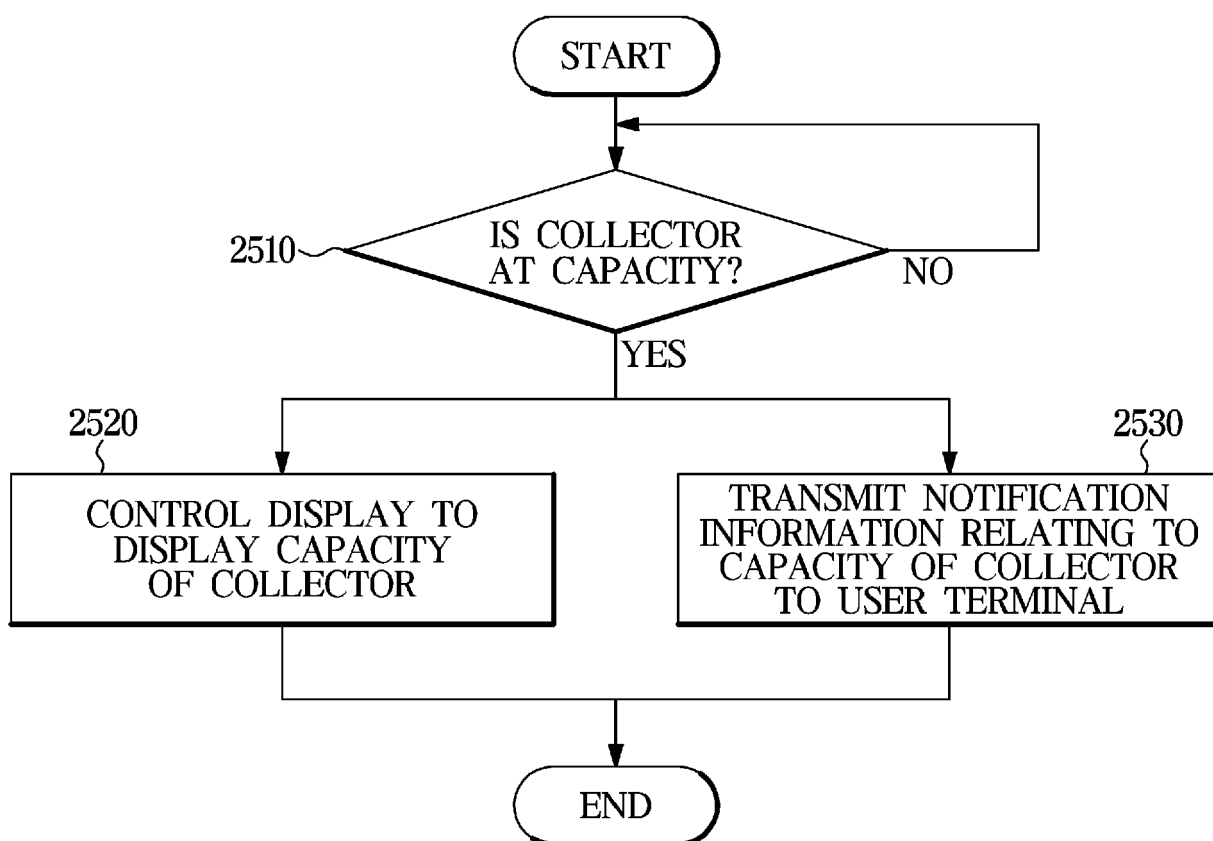 START
IS COLLECTOR
AT CAPACITY?
2510
NO
YES
2520
CONTROL DISPLAY TO
DISPLAY CAPACITY
OF COLLECTOR
2530
TRANSMIT NOTIFICATION
INFORMATION RELATING TO
CAPACITY OF COLLECTOR
TO USER TERMINAL
END